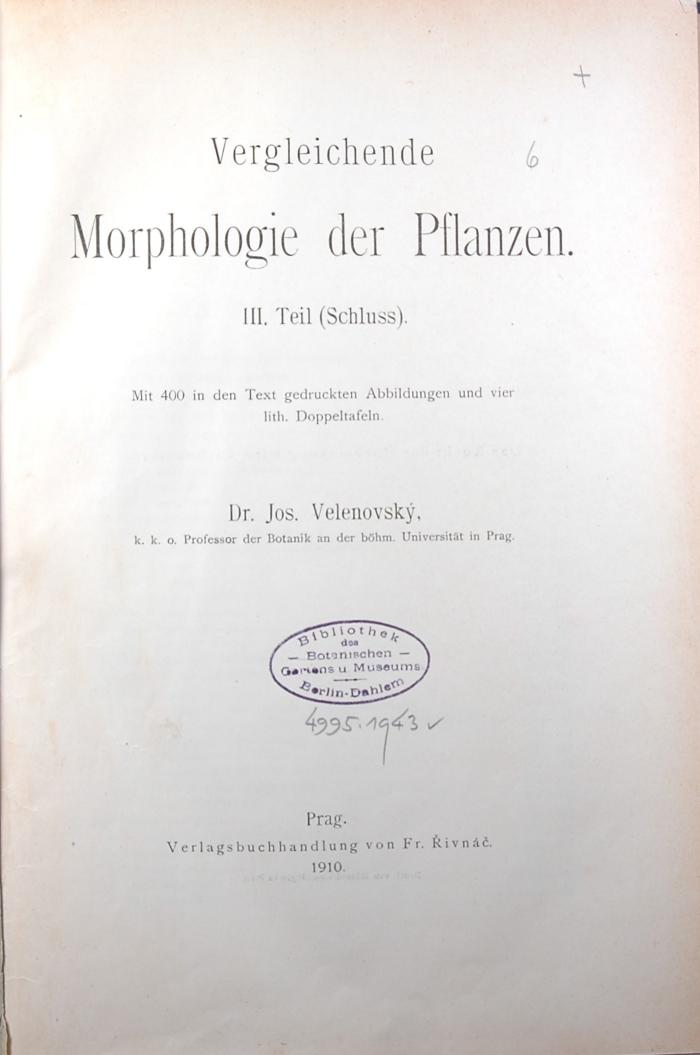 +
Vergleichende
6
Morphologie der Pflanzen.
III. Teil (Schluss).
Mit 400 in den Text gedruckten Abbildungen und vier
lith. Doppeltafeln.
Dr. Jos. Velenovský,
k. k. o. Professor der Botanik an der böhm. Universität in Prag.
Bibliothek
des
— Botanischen —
Gartens u Museums
Berlin-Dahlem
4995.1943 ✓
Prag.
Verlagsbuchhandlung von Fr. Řivnáč.
1910.